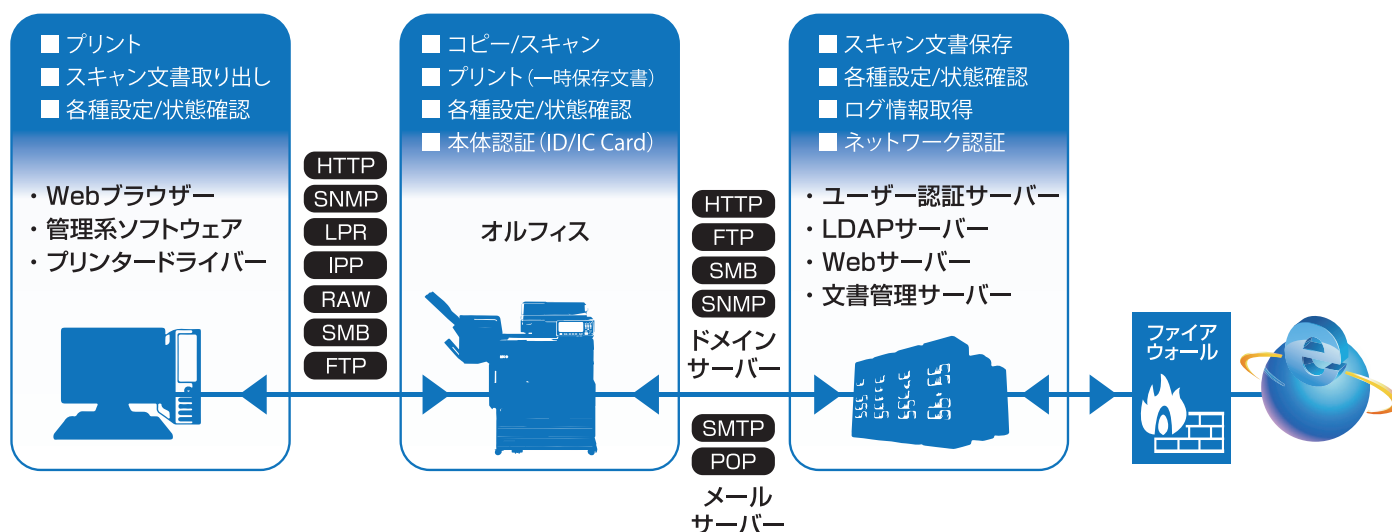 ■ プリント
■ スキャン文書取り出し
■ 各種設定/状態確認
・Webブラウザー
・管理系ソフトウェア
・プリンタードライバー
HTTP
SNMP
LPR
IPP
RAW
SMB
FTP
■ コピー/スキャン
■ プリント(一時保存文書)
■ 各種設定/状態確認
■ 本体認証(ID/IC Card)
オルフィス
HTTP
FTP
SMB
SNMP
ドメイン
サーバー
SMTP
POP
メール
サーバー
■ スキャン文書保存
■ 各種設定/状態確認
■ ログ情報取得
■ ネットワーク認証
・ユーザー認証サーバー
・LDAPサーバー
・Webサーバー
・文書管理サーバー
ファイア
ウォール
e